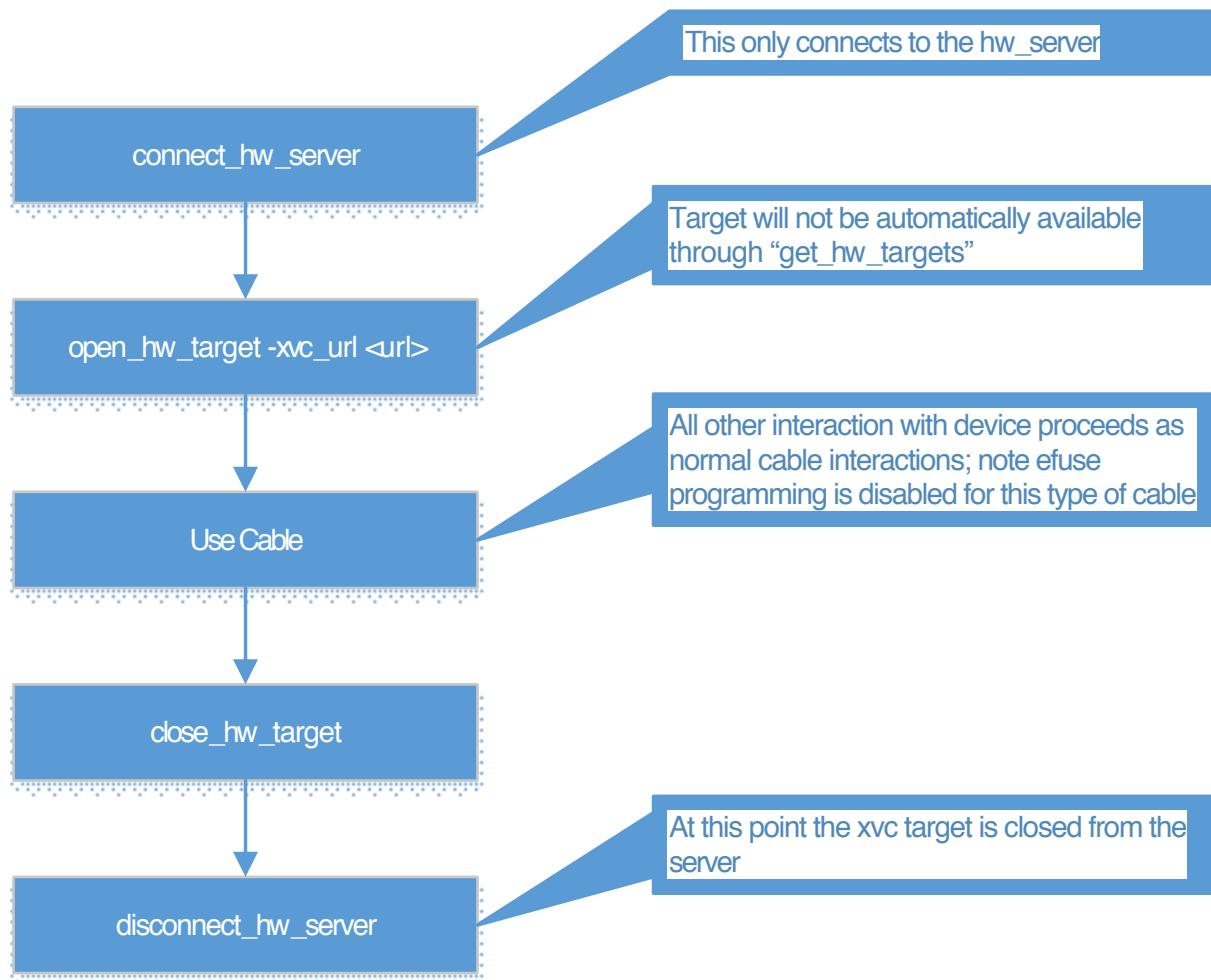 This only connects to the hw_server
connect_hw_server
Target will not be automatically available
through “get_hw_targets”
open_hw_target -xvc_url <url>
All other interaction with device proceeds as
normal cable interactions; note efuse
programming is disabled for this type of cable
Use Cable
close_hw_target
At this point the xvc target is closed from the
server
disconnect_hw_server